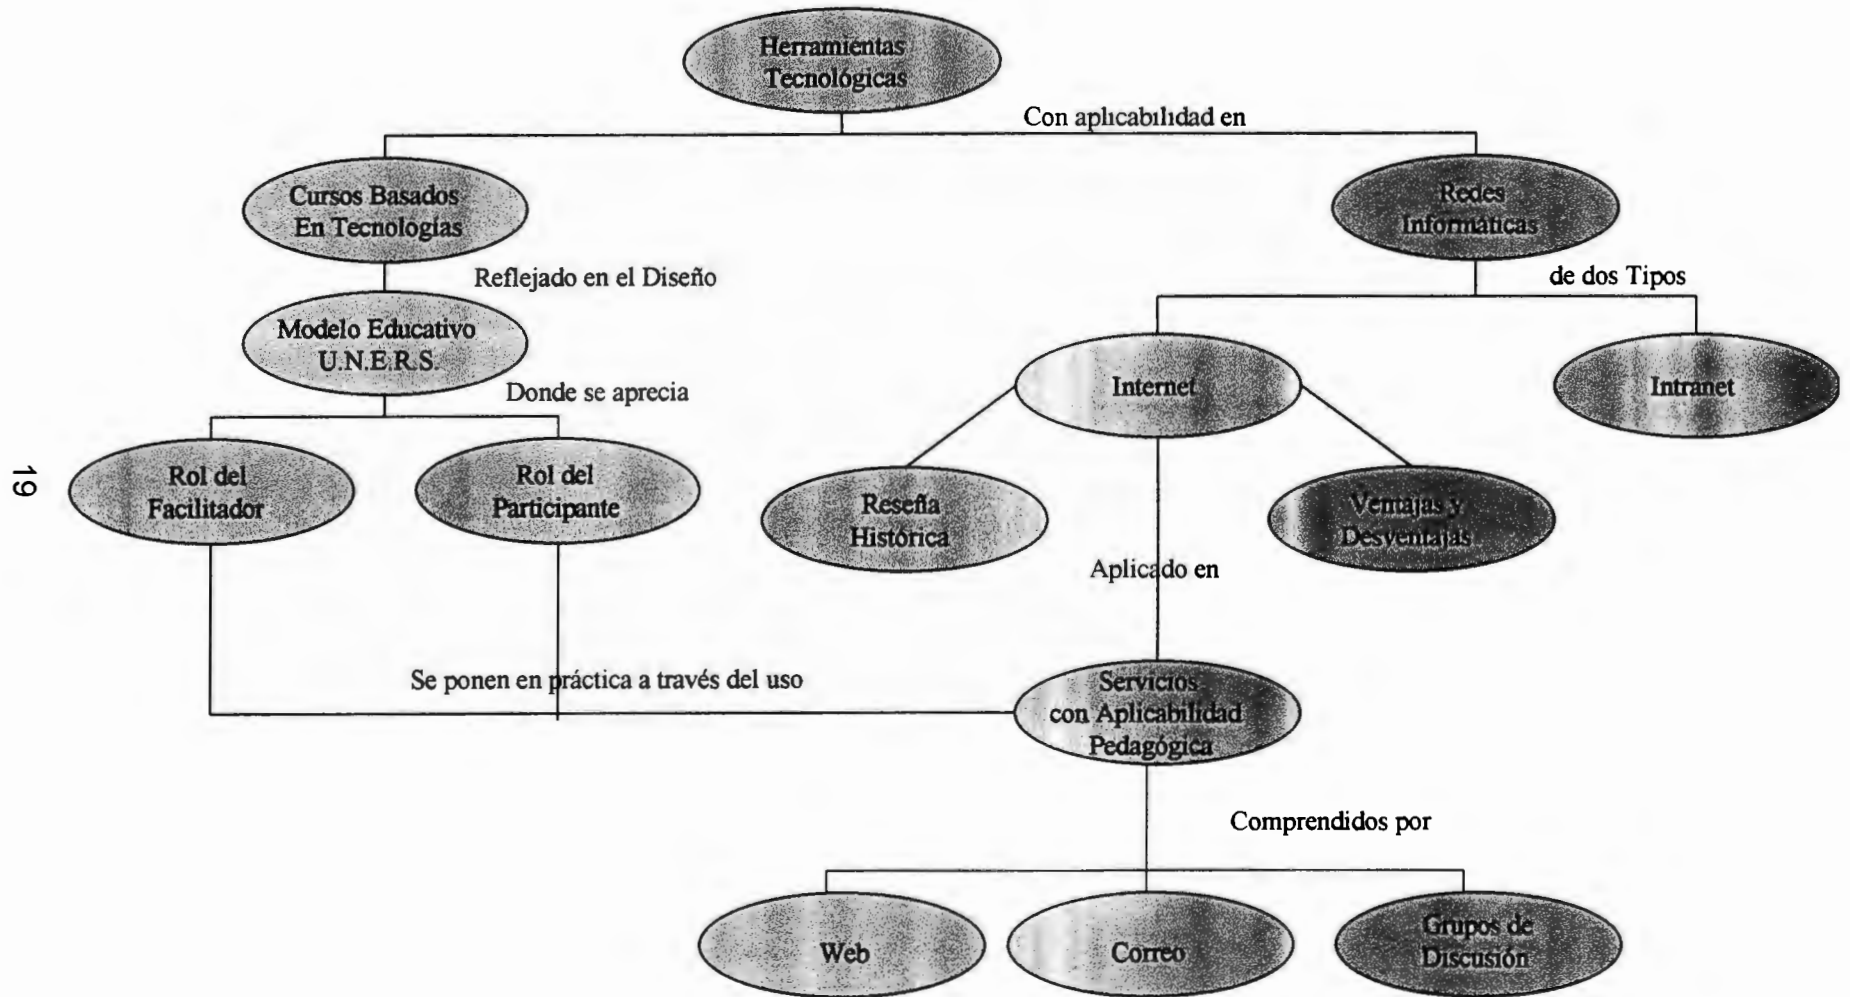 Herramientas
Tecnológicas
Con aplicabilidad en
Cursos Basados
En Tecnologías
Redes
Informáticas
Reflejado en el Diseño
de dos Tipos
Modelo Educativo
U.N.E.R.S.
Internet
Intranet
Donde se aprecia
Rol del
Facilitador
Rol del
Participante
Reseña
Histórica
Ventajas y
Desventajas
19
Aplicado en
Se ponen en práctica a través del uso
Servicios
con Aplicabilidad
Pedagógica
Comprendidos por
Web
Correo
Grupos de
Discusión